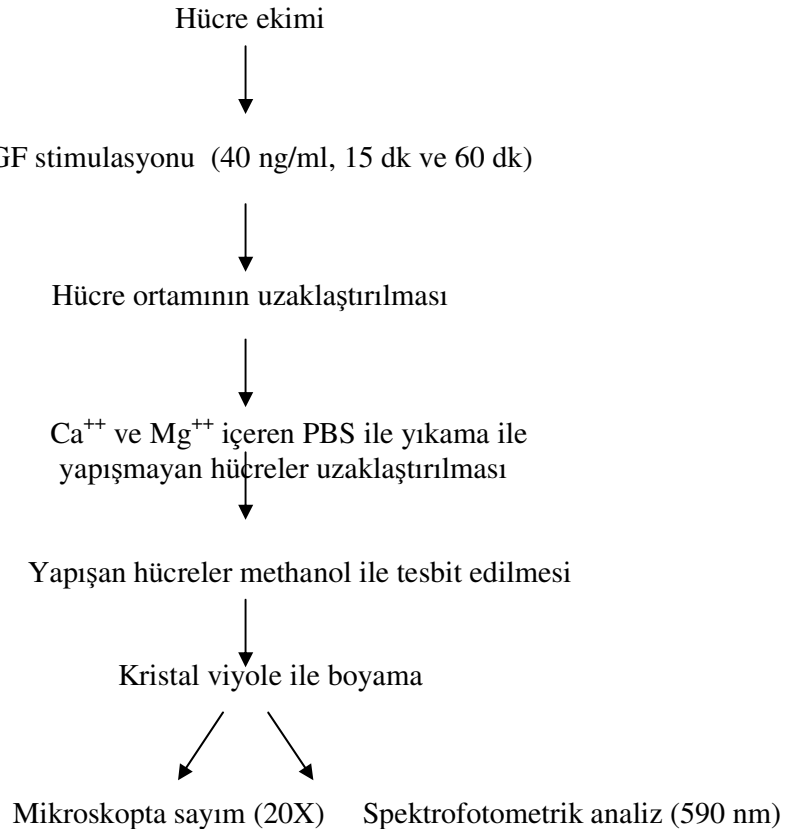 Hücre ekimi
GF stimulasyonu (40 ng/ml, 15 dk ve 60 dk)
Hücre ortamının uzaklaştırılması
Ca⁺⁺ ve Mg⁺⁺ içeren PBS ile yıkama ile
yapışmayan hücreler uzaklaştırılması
Yapışan hücreler methanol ile tesbit edilmesi
Kristal viyole ile boyama
Mikroskopta sayım (20X) Spektrofotometrik analiz (590 nm)